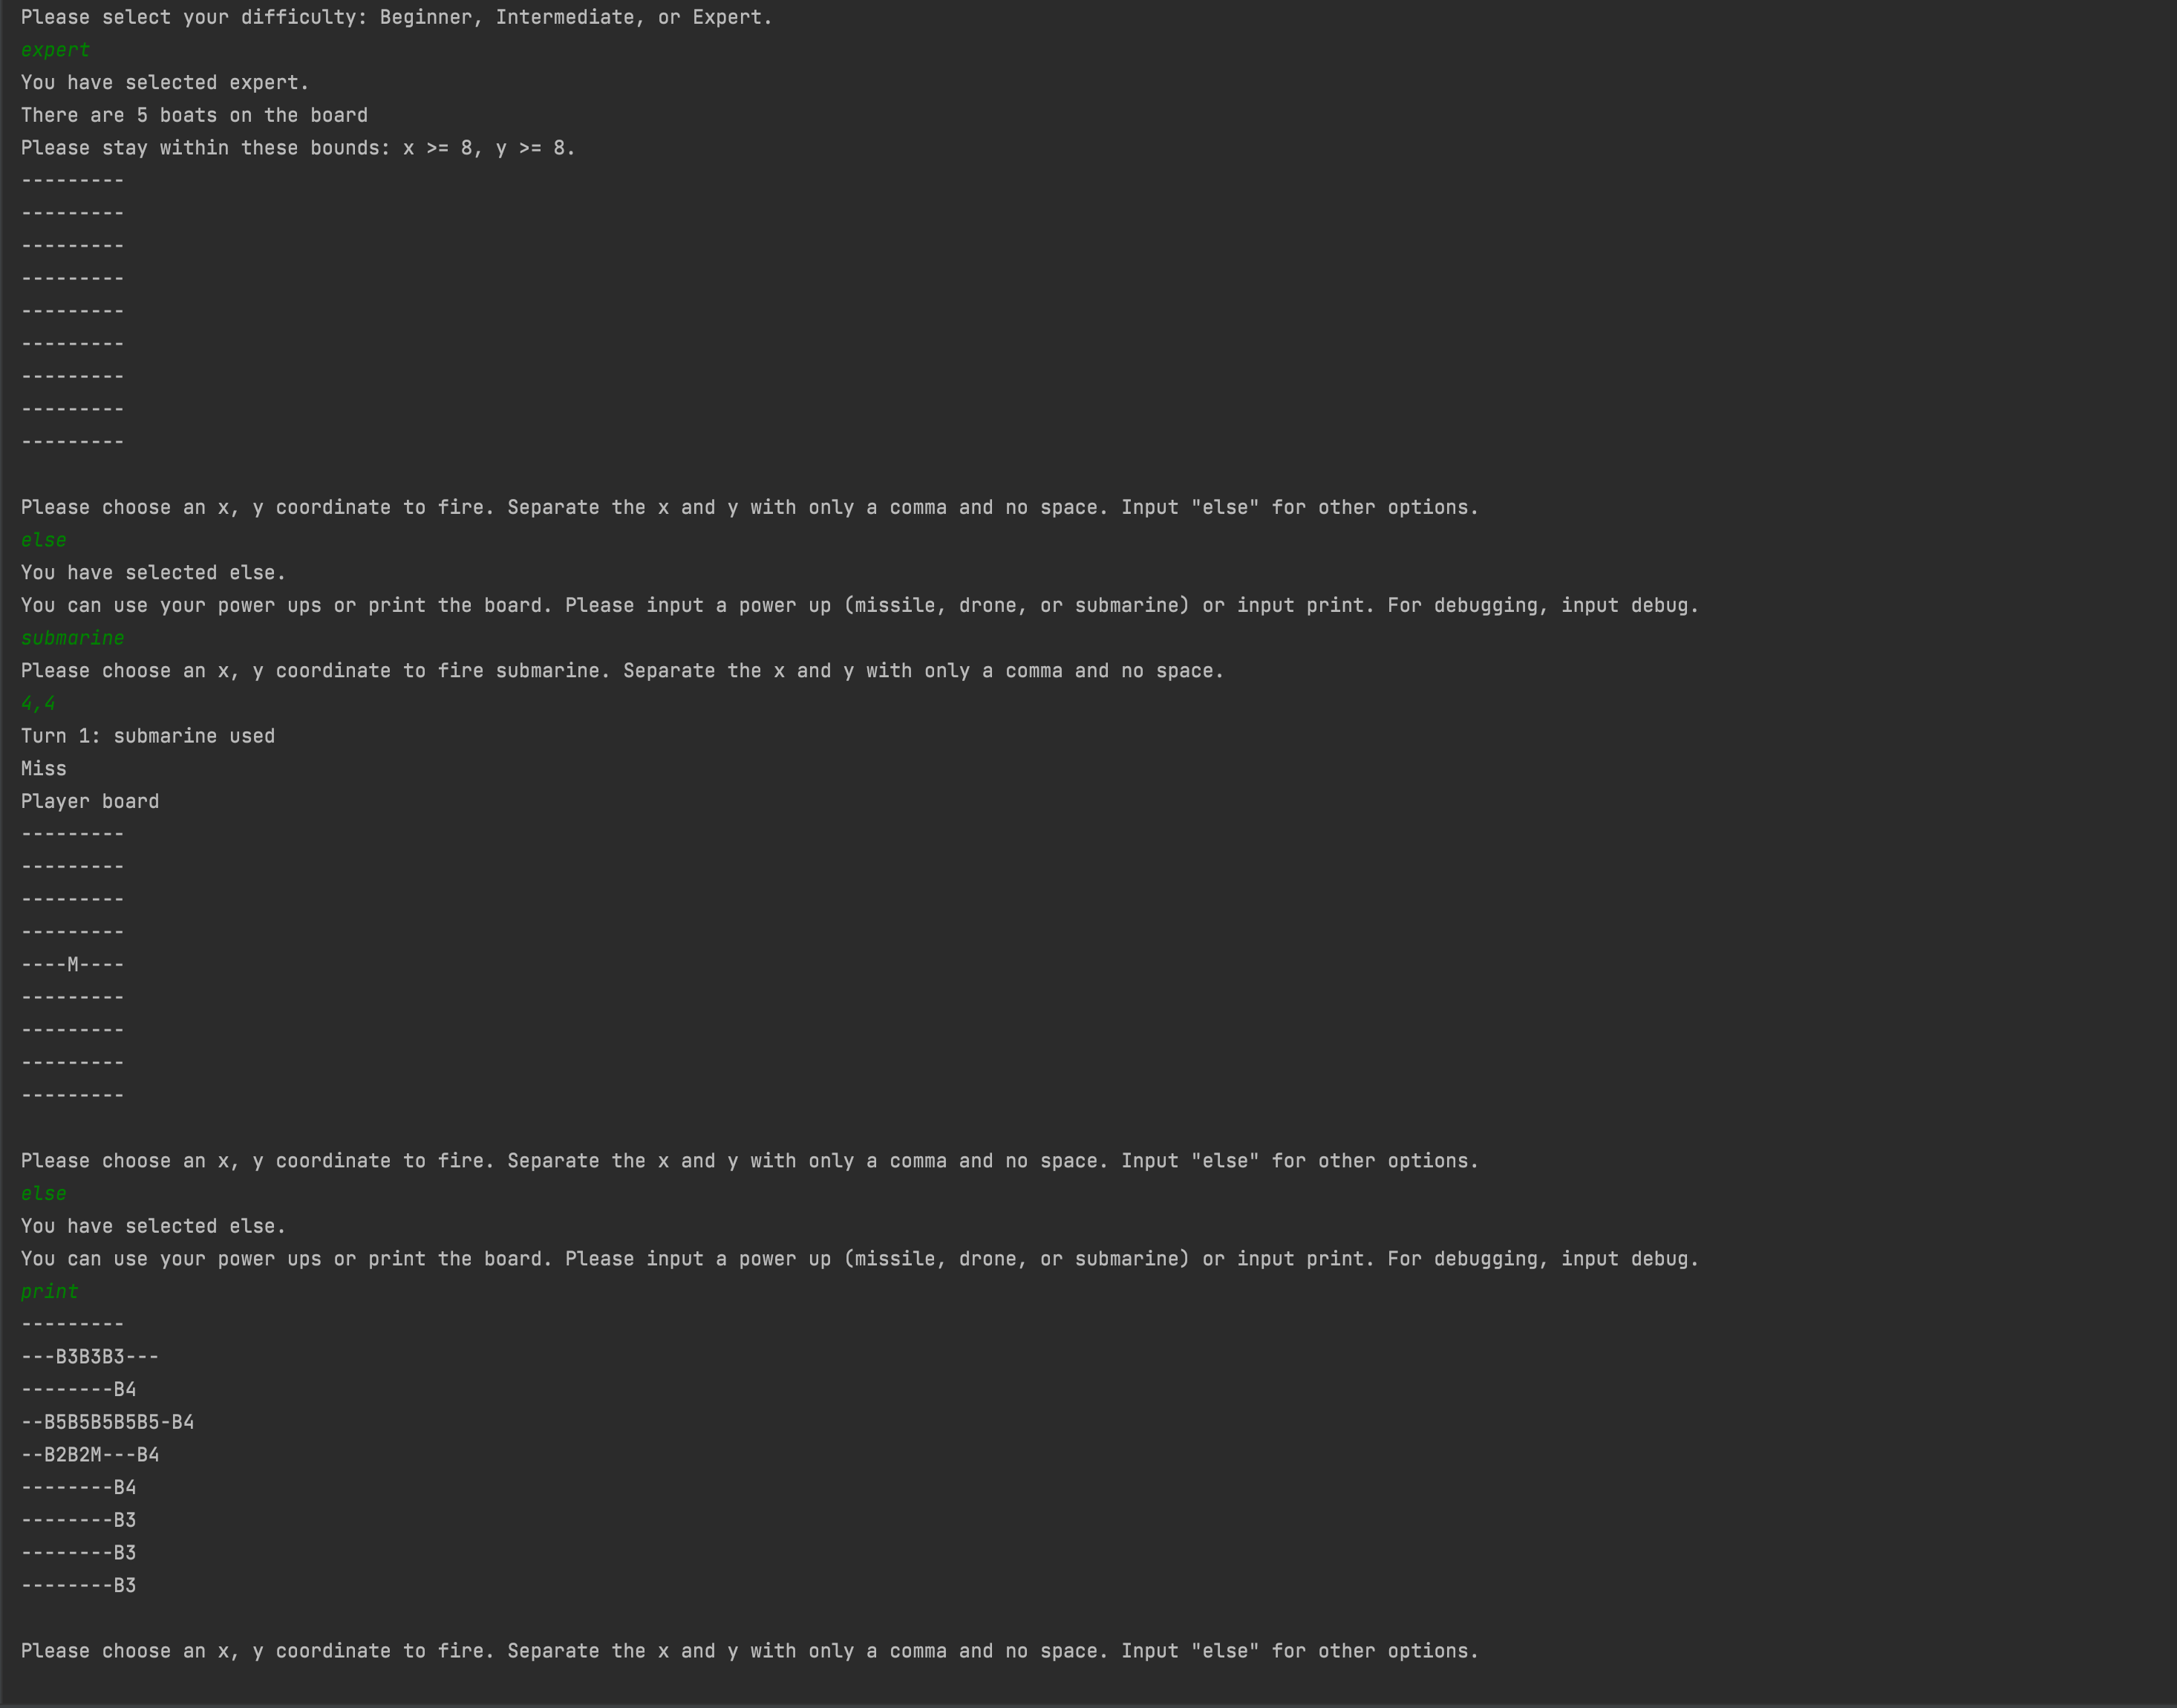 Please select your difficulty: Beginner, Intermediate, or Expert.
expert
You have selected expert.
There are 5 boats on the board
Please stay within these bounds: x >= 8, y >= 8.
---------
---------
---------
---------
---------
---------
---------
---------
---------

Please choose an x, y coordinate to fire. Separate the x and y with only a comma and no space. Input "else" for other options.
else
You have selected else.
You can use your power ups or print the board. Please input a power up (missile, drone, or submarine) or input print. For debugging, input debug.
submarine
Please choose an x, y coordinate to fire submarine. Separate the x and y with only a comma and no space.
4,4
Turn 1: submarine used
Miss
Player board
---------
---------
---------
---------
----M----
---------
---------
---------
---------

Please choose an x, y coordinate to fire. Separate the x and y with only a comma and no space. Input "else" for other options.
else
You have selected else.
You can use your power ups or print the board. Please input a power up (missile, drone, or submarine) or input print. For debugging, input debug.
print
---------
---B3B3B3---
--------B4
--B5B5B5B5B5-B4
--B2B2M---B4
--------B4
--------B3
--------B3
--------B3

Please choose an x, y coordinate to fire. Separate the x and y with only a comma and no space. Input "else" for other options.